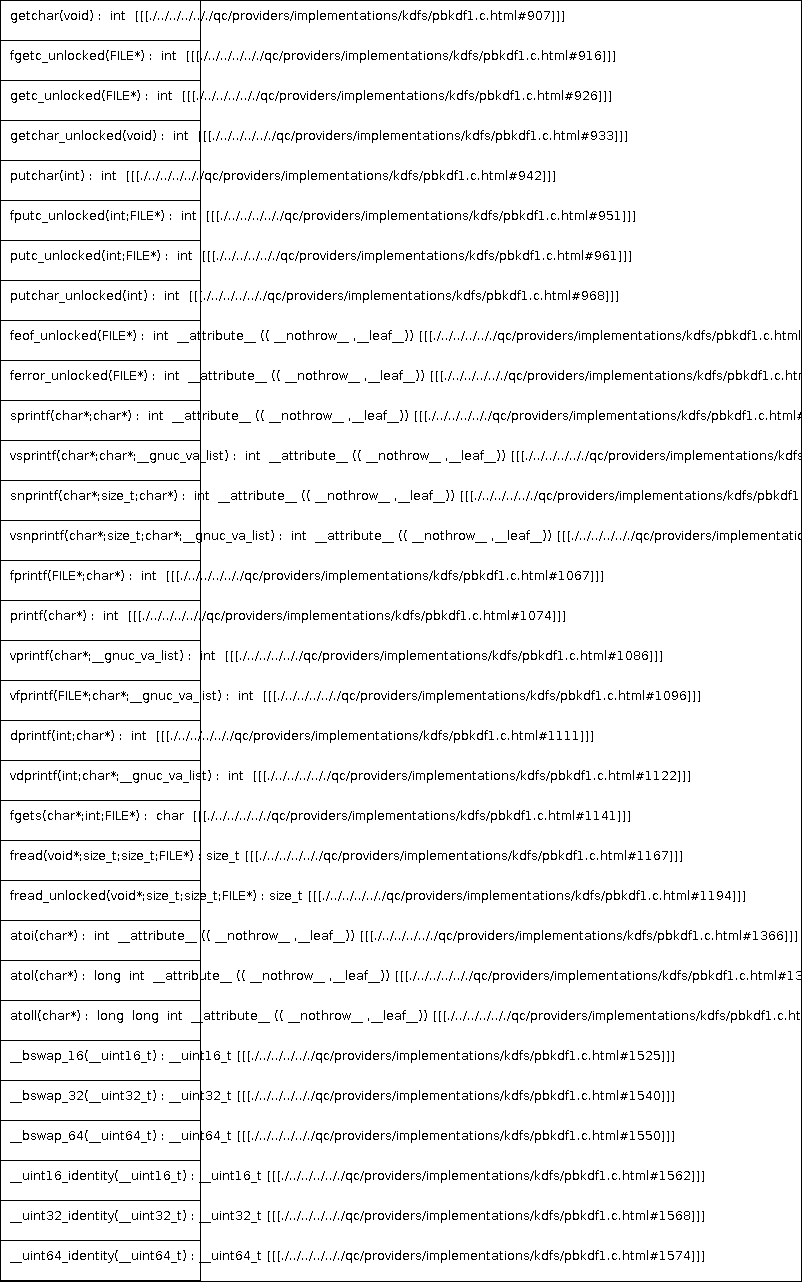 getchar(void) : int [[[./../../../../../qc/providers/implementations/kdfs/pbkdf1.c.html#907]]]
fgetc_unlocked(FILE*) : int [[[./../../../../../qc/providers/implementations/kdfs/pbkdf1.c.html#916]]]
getc_unlocked(FILE*) : int [[[./../../../../../qc/providers/implementations/kdfs/pbkdf1.c.html#926]]]
getchar_unlocked(void) : int [[[./../../../../../qc/providers/implementations/kdfs/pbkdf1.c.html#933]]]
putchar(int) : int [[[./../../../../../qc/providers/implementations/kdfs/pbkdf1.c.html#942]]]
fputc_unlocked(int;FILE*) : int [[[./../../../../../qc/providers/implementations/kdfs/pbkdf1.c.html#951]]]
putc_unlocked(int;FILE*) : int [[[./../../../../../qc/providers/implementations/kdfs/pbkdf1.c.html#961]]]
putchar_unlocked(int) : int [[[./../../../../../qc/providers/implementations/kdfs/pbkdf1.c.html#968]]]
feof_unlocked(FILE*) : int __attribute__ (( __nothrow__ ,__leaf__)) [[[./../../../../../qc/providers/implementations/kdfs/pbkdf1.c.html
ferror_unlocked(FILE*) : int __attribute__ (( __nothrow__ ,__leaf__)) [[[./../../../../../qc/providers/implementations/kdfs/pbkdf1.c.htm
sprintf(char*;char*) : int __attribute__ (( __nothrow__ ,__leaf__)) [[[./../../../../../qc/providers/implementations/kdfs/pbkdf1.c.html#
vsprintf(char*;char*;__gnuc_va_list) : int __attribute__ (( __nothrow__ ,__leaf__)) [[[./../../../../../qc/providers/implementations/kdfs
snprintf(char*;size_t;char*) : int __attribute__ (( __nothrow__ ,__leaf__)) [[[./../../../../../qc/providers/implementations/kdfs/pbkdf1
vsnprintf(char*;size_t;char*;__gnuc_va_list) : int __attribute__ (( __nothrow__ ,__leaf__)) [[[./../../../../../qc/providers/implementatio
fprintf(FILE*;char*) : int [[[./../../../../../qc/providers/implementations/kdfs/pbkdf1.c.html#1067]]]
printf(char*) : int [[[./../../../../../qc/providers/implementations/kdfs/pbkdf1.c.html#1074]]]
vprintf(char*;__gnuc_va_list) : int [[[./../../../../../qc/providers/implementations/kdfs/pbkdf1.c.html#1086]]]
vfprintf(FILE*;char*;__gnuc_va_list) : int [[[./../../../../../qc/providers/implementations/kdfs/pbkdf1.c.html#1096]]]
dprintf(int;char*) : int [[[./../../../../../qc/providers/implementations/kdfs/pbkdf1.c.html#1111]]]
vdprintf(int;char*;__gnuc_va_list) : int [[[./../../../../../qc/providers/implementations/kdfs/pbkdf1.c.html#1122]]]
fgets(char*;int;FILE*) : char [[[./../../../../../qc/providers/implementations/kdfs/pbkdf1.c.html#1141]]]
fread(void*;size_t;size_t;FILE*) : size_t [[[./../../../../../qc/providers/implementations/kdfs/pbkdf1.c.html#1167]]]
fread_unlocked(void*;size_t;size_t;FILE*) : size_t [[[./../../../../../qc/providers/implementations/kdfs/pbkdf1.c.html#1194]]]
atoi(char*) : int __attribute__ (( __nothrow__ ,__leaf__)) [[[./../../../../../qc/providers/implementations/kdfs/pbkdf1.c.html#1366]]]
atol(char*) : long int __attribute__ (( __nothrow__ ,__leaf__)) [[[./../../../../../qc/providers/implementations/kdfs/pbkdf1.c.html#13
atoll(char*) : long long int __attribute__ (( __nothrow__ ,__leaf__)) [[[./../../../../../qc/providers/implementations/kdfs/pbkdf1.c.ht
__bswap_16(__uint16_t) : __uint16_t [[[./../../../../../qc/providers/implementations/kdfs/pbkdf1.c.html#1525]]]
__bswap_32(__uint32_t) : __uint32_t [[[./../../../../../qc/providers/implementations/kdfs/pbkdf1.c.html#1540]]]
__bswap_64(__uint64_t) : __uint64_t [[[./../../../../../qc/providers/implementations/kdfs/pbkdf1.c.html#1550]]]
__uint16_identity(__uint16_t) : __uint16_t [[[./../../../../../qc/providers/implementations/kdfs/pbkdf1.c.html#1562]]]
__uint32_identity(__uint32_t) : __uint32_t [[[./../../../../../qc/providers/implementations/kdfs/pbkdf1.c.html#1568]]]
__uint64_identity(__uint64_t) : __uint64_t [[[./../../../../../qc/providers/implementations/kdfs/pbkdf1.c.html#1574]]]